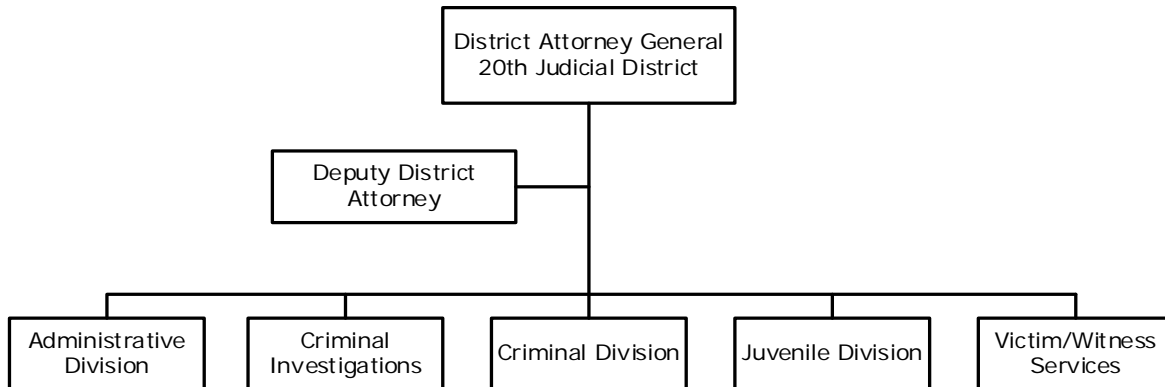 District Attorney General
20th Judicial District
Deputy District
Attorney
Administrative
Division
Criminal
Investigations
Criminal Division
Juvenile Division
Victim/Witness
Services